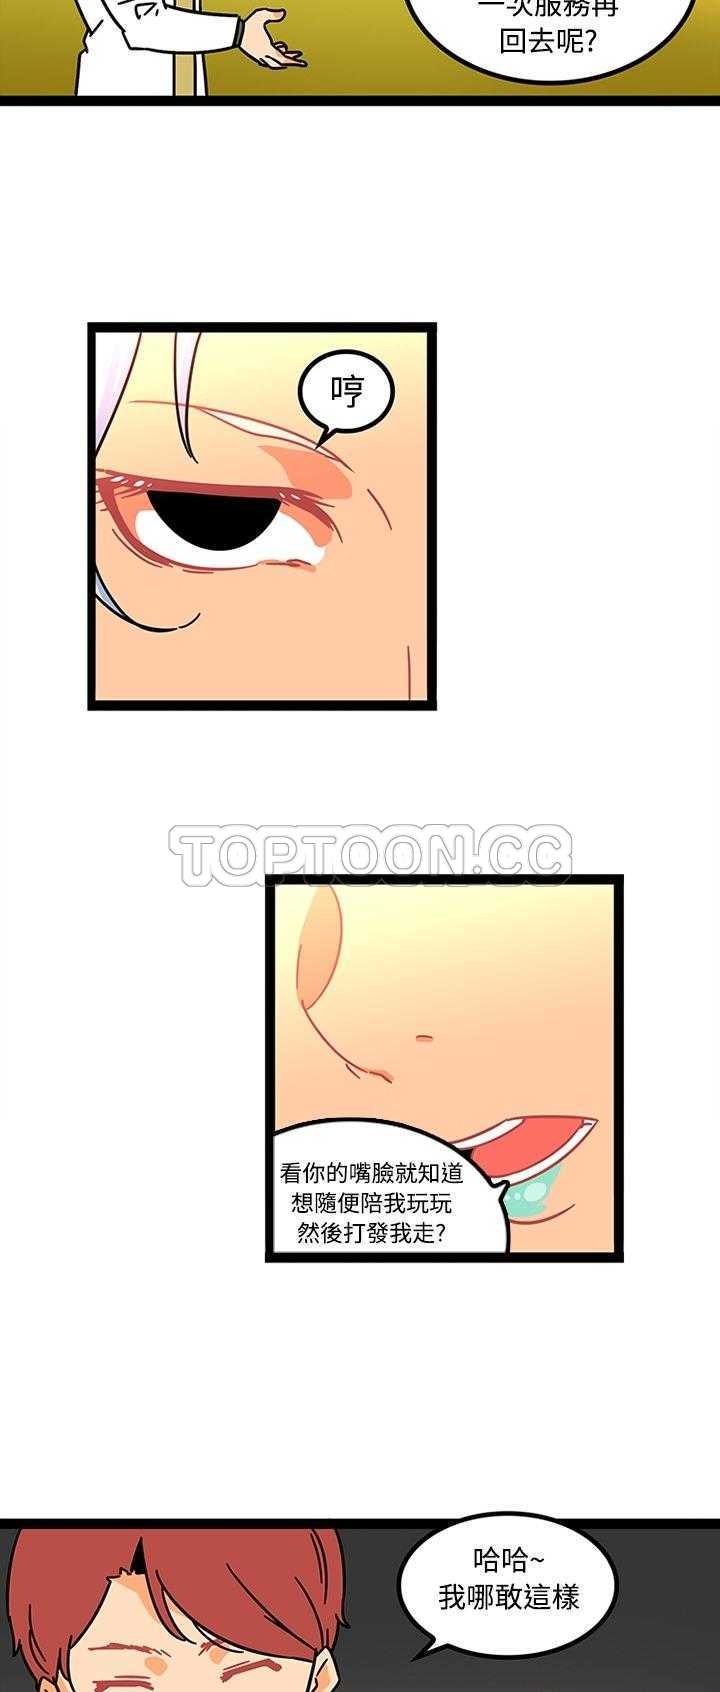 一次服務再
回去呢?
哼
TOPTOON.CC
看你的嘴臉就知道
想隨便陪我玩玩
然後打發我走?
哈哈~
我哪敢這樣